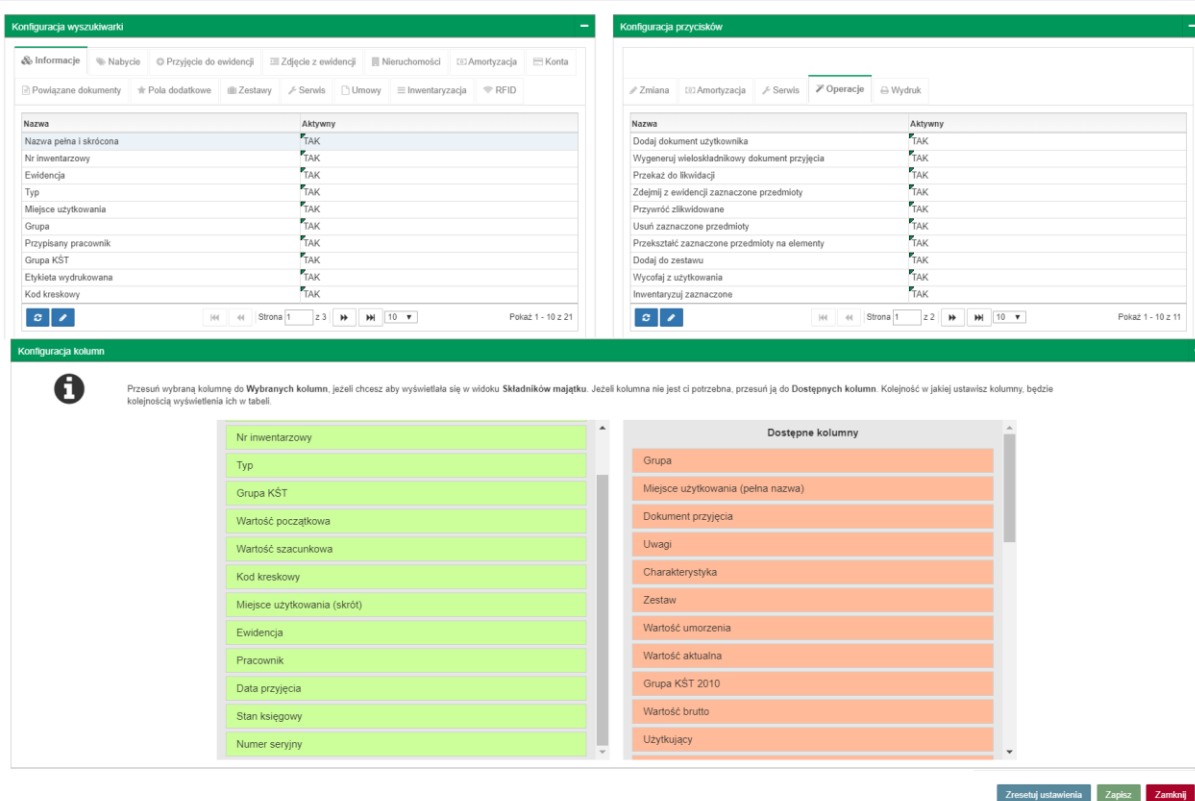 Konfiguracja wyszukiwarki
Informacje Nabycie Przyjęcie do ewidencji Zdjęcie z ewidencji Nieruchomości Amortyzacja Konta
Powiązane dokumenty Pola dodatkowe Zestawy Serwis Umowy Inwentaryzacja RFID
Nazwa Aktywny
Nazwa pełna i skrócona TAK
Nr inwentarzowy TAK
Ewidencja TAK
Typ TAK
Miejsce użytkowania TAK
Grupa TAK
Przypisany pracownik TAK
Grupa KŚT TAK
Etykieta wydrukowana TAK
Kod kreskowy TAK
Strona 1 z 3 10 Pokaż 1 - 10 z 21
Konfiguracja przycisków
Zmiana Amortyzacja Serwis Operacje Wydruk
Nazwa Aktywny
Dodaj dokument użytkownika TAK
Wygeneruj wieloskładnikowy dokument przyjęcia TAK
Przekaż do likwidacji TAK
Zdejmij z ewidencji zaznaczone przedmioty TAK
Przywróć zlikwidowane TAK
Usuń zaznaczone przedmioty TAK
Przekształć zaznaczone przedmioty na elementy TAK
Dodaj do zestawu TAK
Wycofaj z użytkowania TAK
Inwentaryzuj zaznaczone TAK
Strona 1 z 2 10 Pokaż 1 - 10 z 11
Konfiguracja kolumn
Przesuń wybraną kolumnę do Wybranych kolumn, jeżeli chcesz aby wyświetlała się w widoku Składników majątku. Jeżeli kolumna nie jest ci potrzebna, przesuń ją do Dostępnych kolumn. Kolejność w jakiej ustawisz kolumny, będzie
kolejnością wyświetlenia ich w tabeli.
Nr inwentarzowy
Typ
Grupa KŚT
Wartość początkowa
Wartość szacunkowa
Kod kreskowy
Miejsce użytkowania (skrót)
Ewidencja
Pracownik
Data przyjęcia
Stan księgowy
Numer seryjny
Dostępne kolumny
Grupa
Miejsce użytkowania (pełna nazwa)
Dokument przyjęcia
Uwagi
Charakterystyka
Zestaw
Wartość umorzenia
Wartość aktualna
Grupa KŚT 2010
Wartość brutto
Użytkujący
Zresetuj ustawienia Zapisz Zamknij